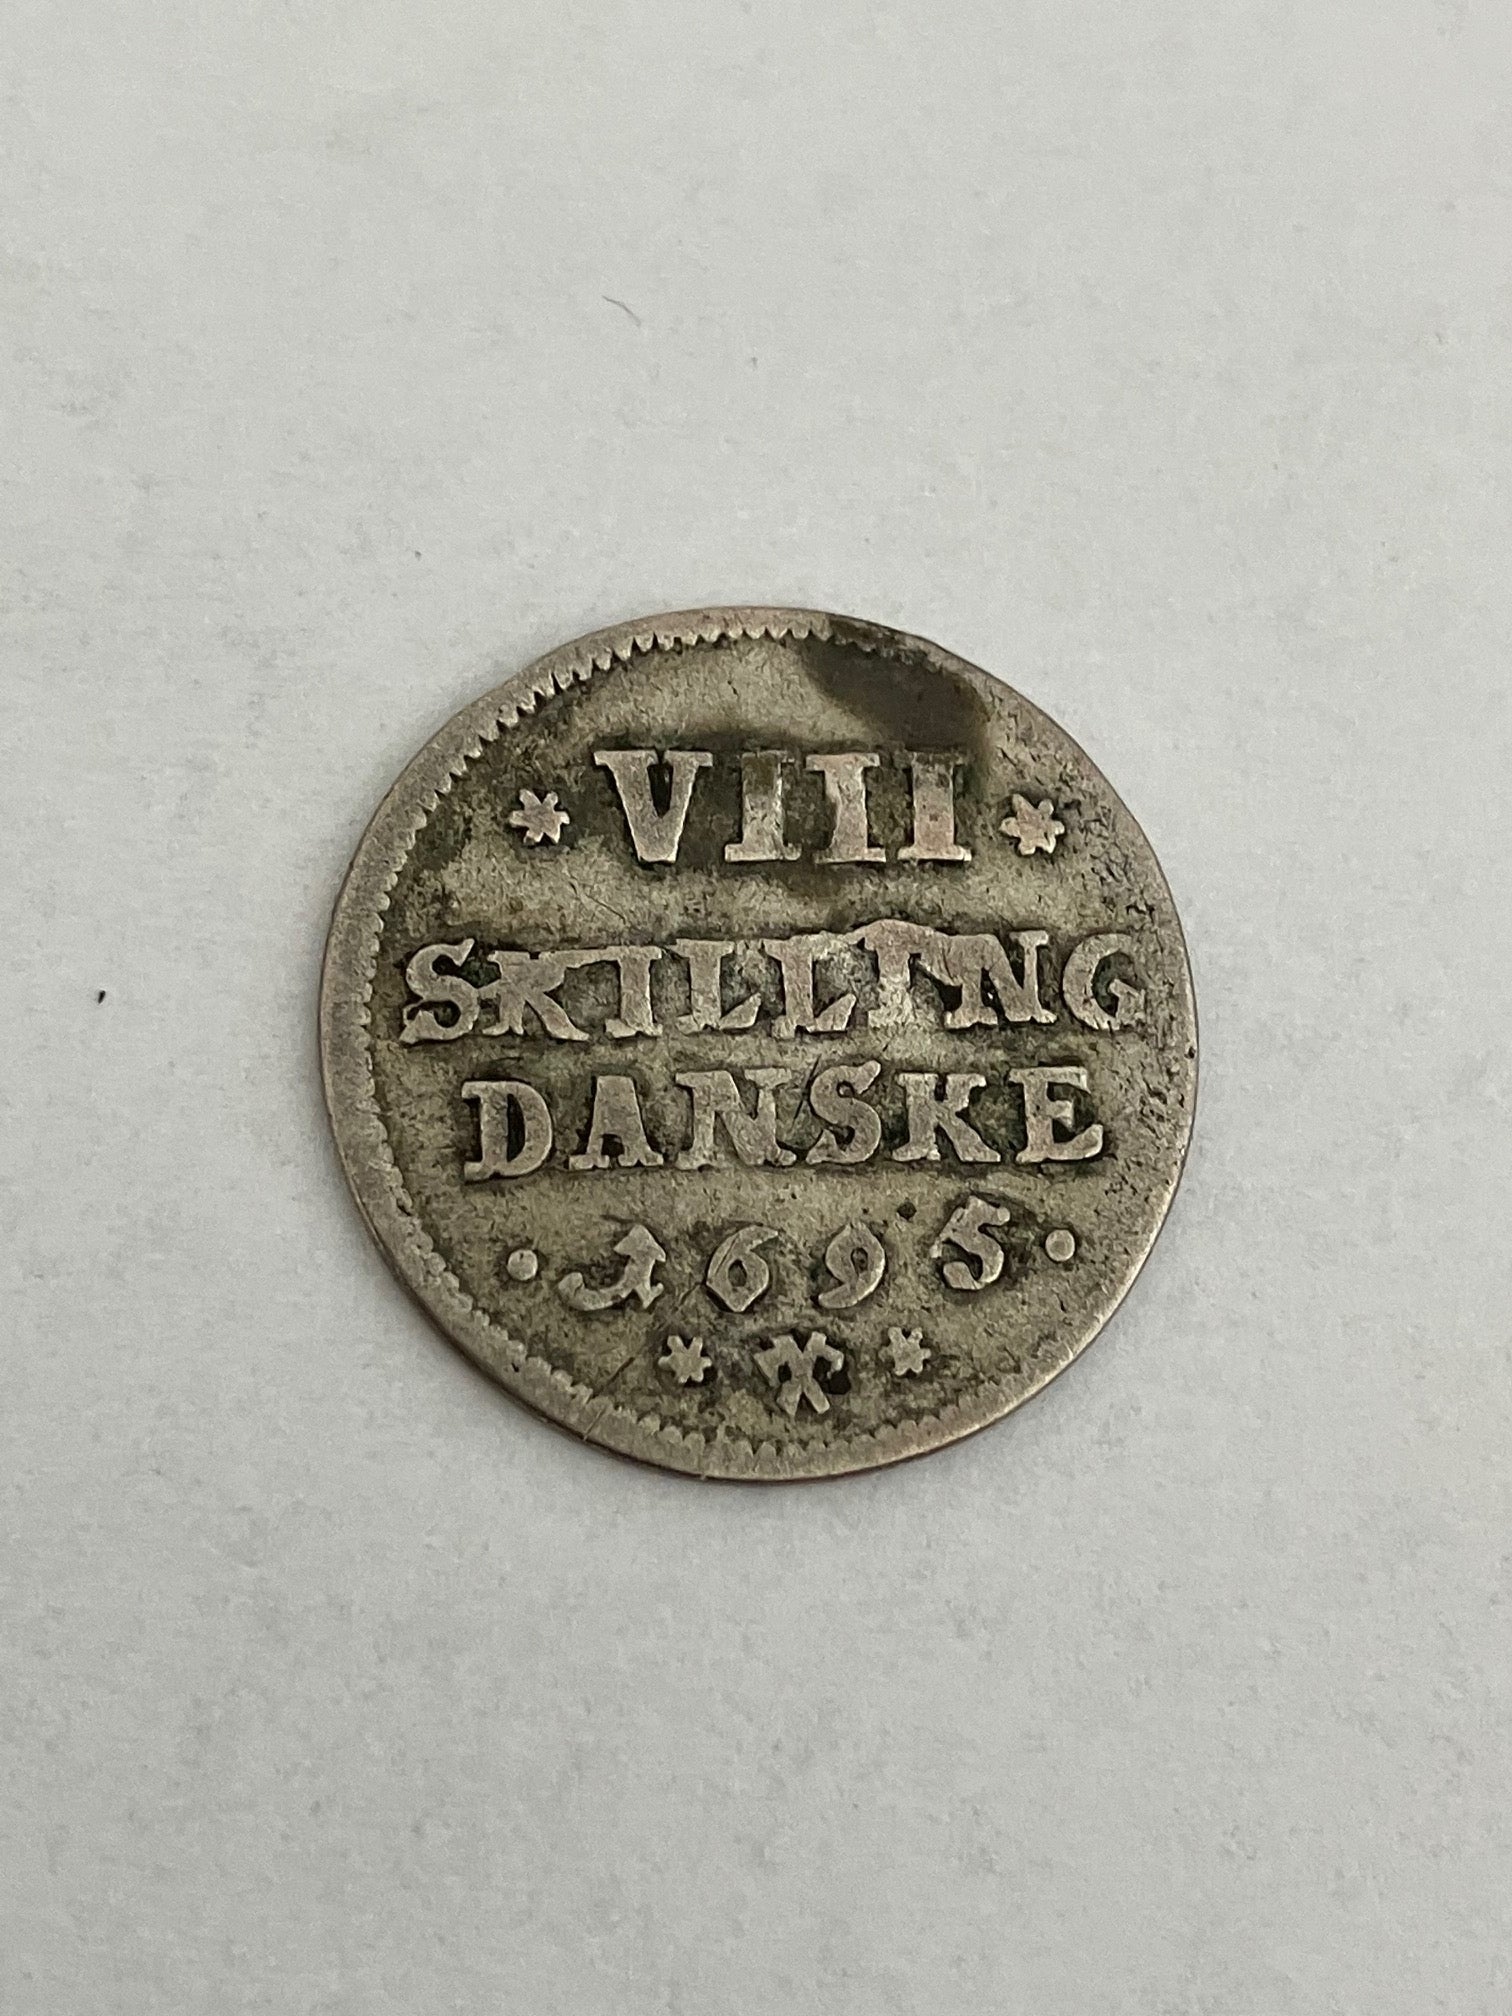 VIII
SKILLING
DANSKE
· 1695 ·